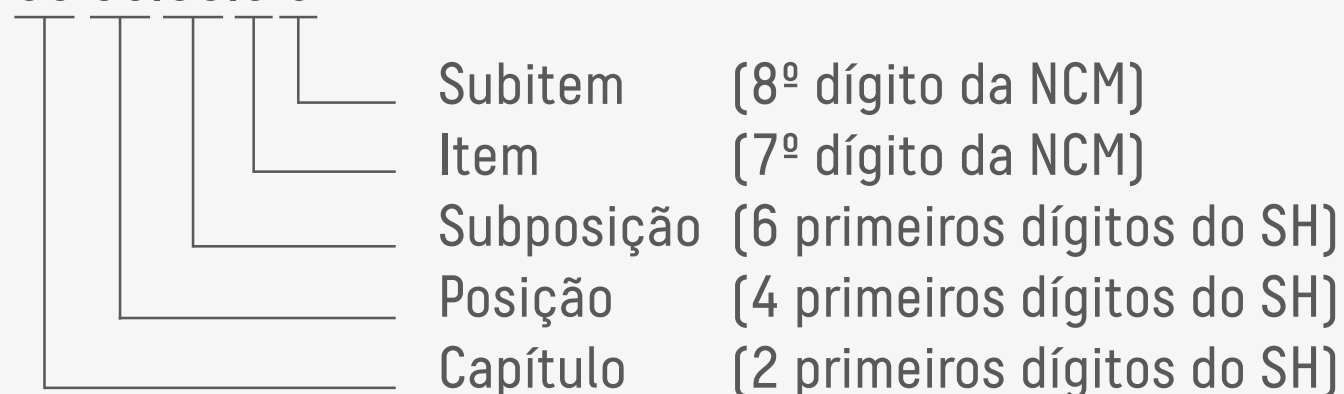 Subitem (8º dígito da NCM)
Item (7º dígito da NCM)
Subposição (6 primeiros dígitos do SH)
Posição (4 primeiros dígitos do SH)
Capítulo (2 primeiros dígitos do SH)